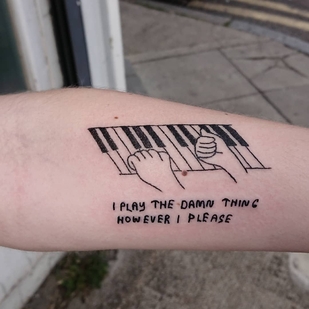 I PLAY THE DAMN THING
HOWEVER I PLEASE